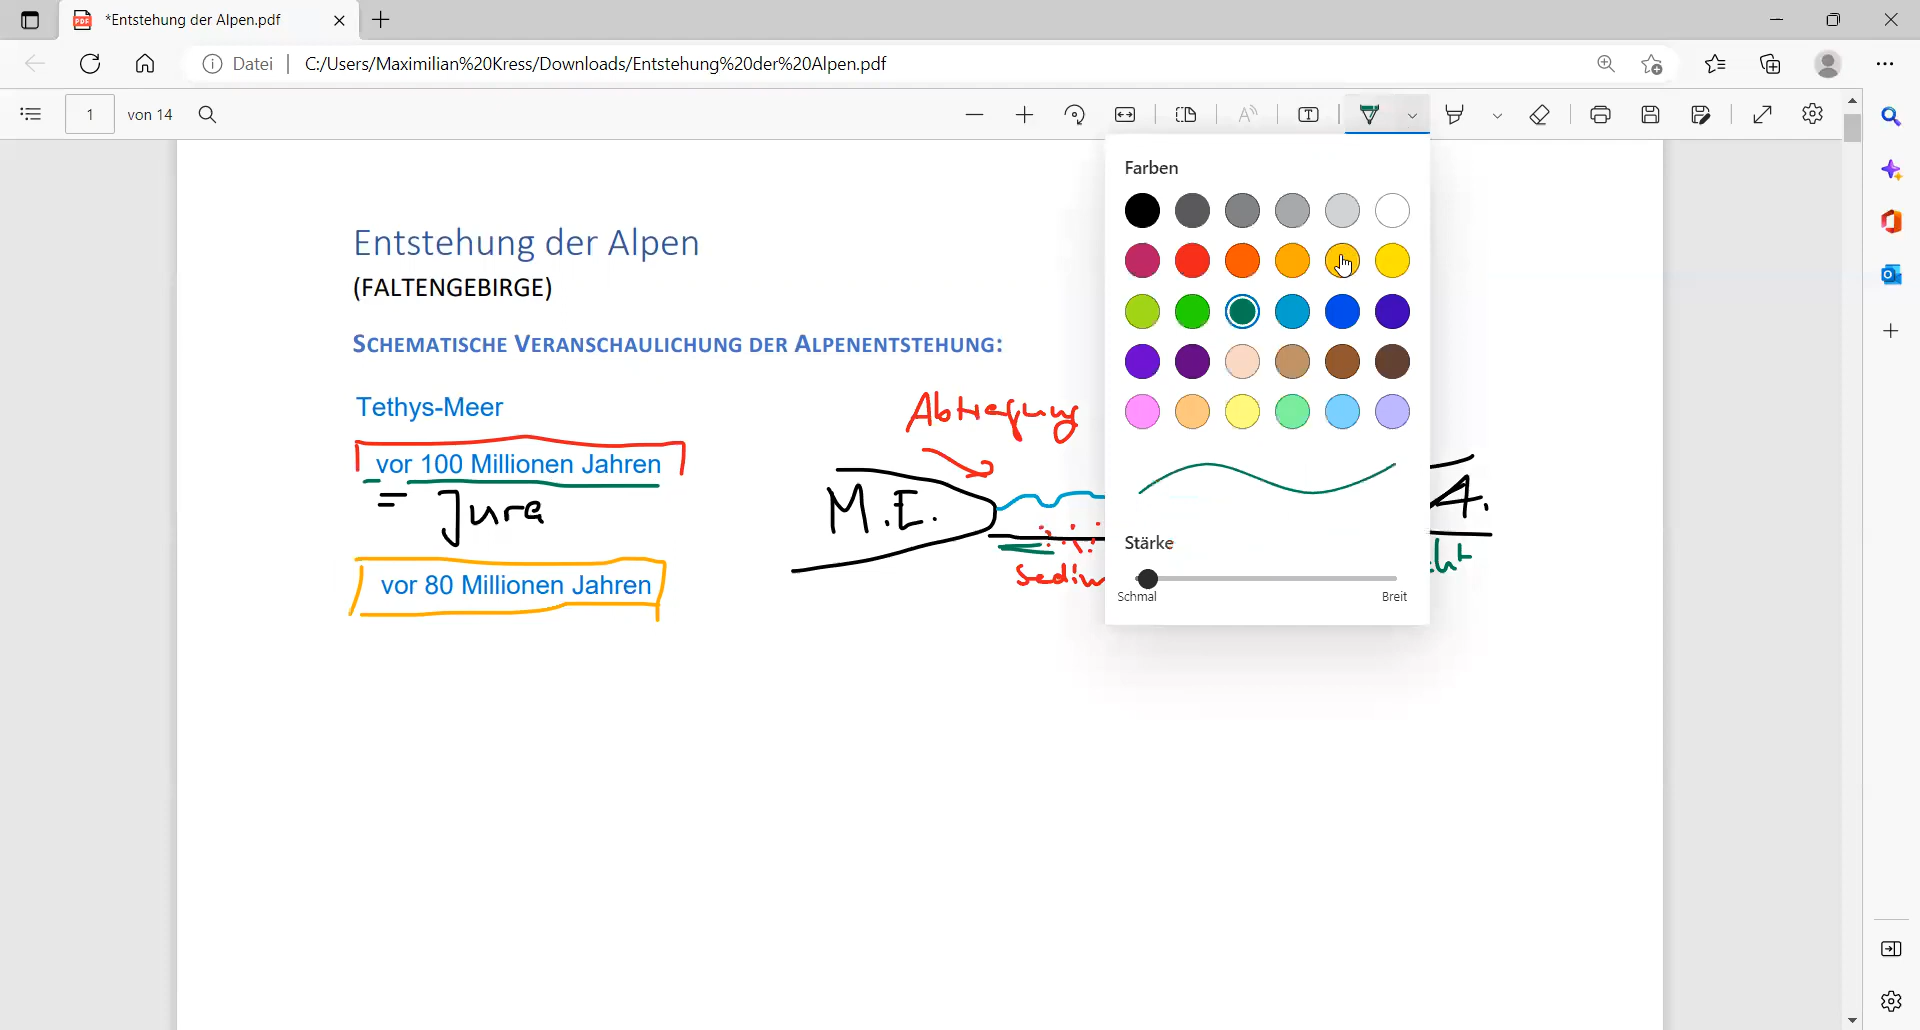 *Entstehung der Alpen.pdf
Datei
C:/Users/Maximilian%20Kress/Downloads/Entstehung%20der%20Alpen.pdf
1 von 14
Farben
Entstehung der Alpen
(FALTENGEBIRGE)
SCHEMATISCHE VERANSCHAULICHUNG DER ALPENENTSTEHUNG:
Tethys-Meer
Abtragung
vor 100 Millionen Jahren
= Jura
M.E.
A.
Stärke
Schmal
Breit
vor 80 Millionen Jahren